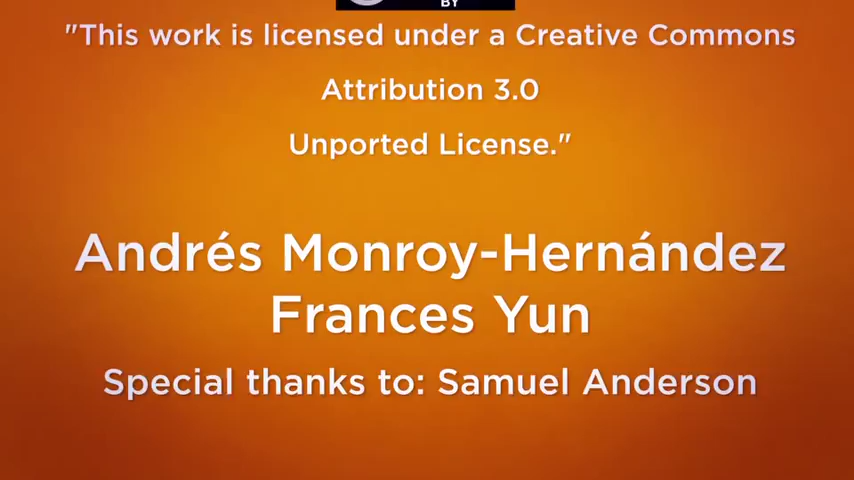 BY
"This work is licensed under a Creative Commons
Attribution 3.0
Unported License."
Andrés Monroy-Hernández
Frances Yun
Special thanks to: Samuel Anderson